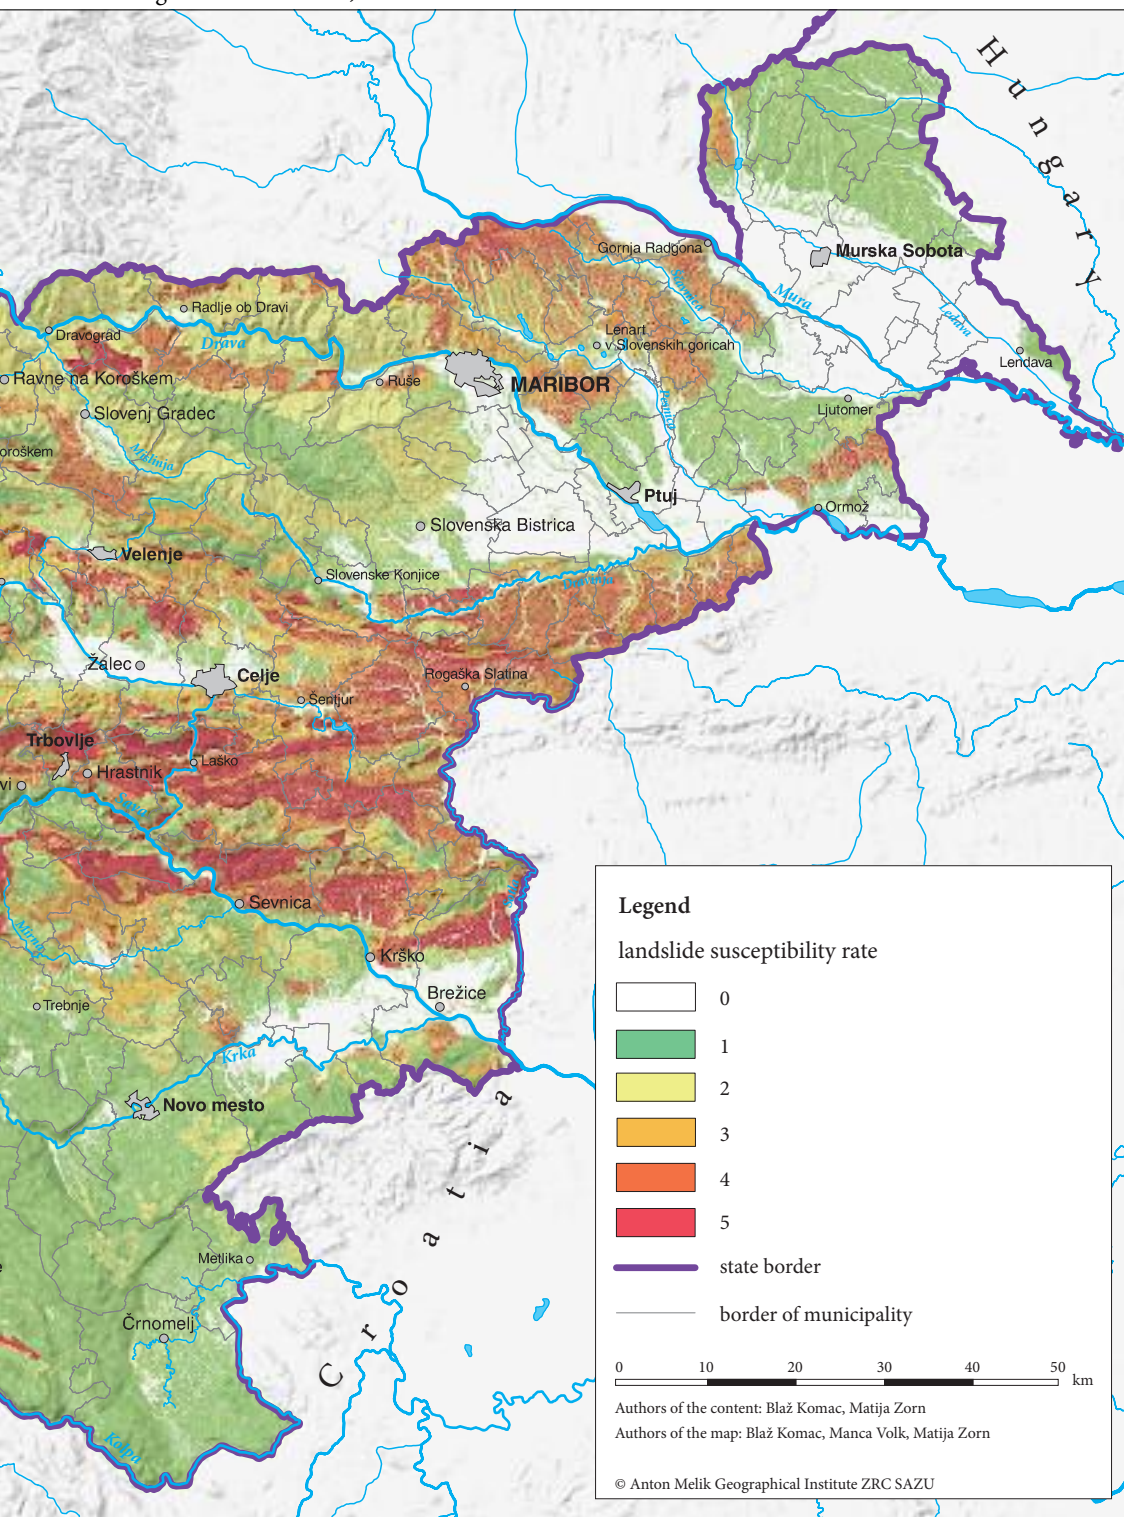 Hungary
Gornja Radgona
Murska Sobota
Ščavnica
Mura
Ledava
Radlje ob Dravi
Dravograd
Drava
Lenart
v Slovenskih goricah
Lendava
Ravne na Koroškem
Ruše
MARIBOR
Slovenj Gradec
Pesnica
Ljutomer
oroškem
Mislinja
Ptuj
Ormož
Slovenska Bistrica
Velenje
Slovenske Konjice
Dravinja
Žalec
Celje
Rogaška Slatina
Šentjur
Trbovlje
Laško
Hrastnik
vi
Sava
Sevnica
Sotla
Mirna
Krško
Brežice
Trebnje
Krka
Novo mesto
Croatia
Metlika
Črnomelj
Kolpa
Legend
landslide susceptibility rate
0
1
2
3
4
5
state border
border of municipality
0 10 20 30 40 50
km
Authors of the content: Blaž Komac, Matija Zorn
Authors of the map: Blaž Komac, Manca Volk, Matija Zorn
© Anton Melik Geographical Institute ZRC SAZU